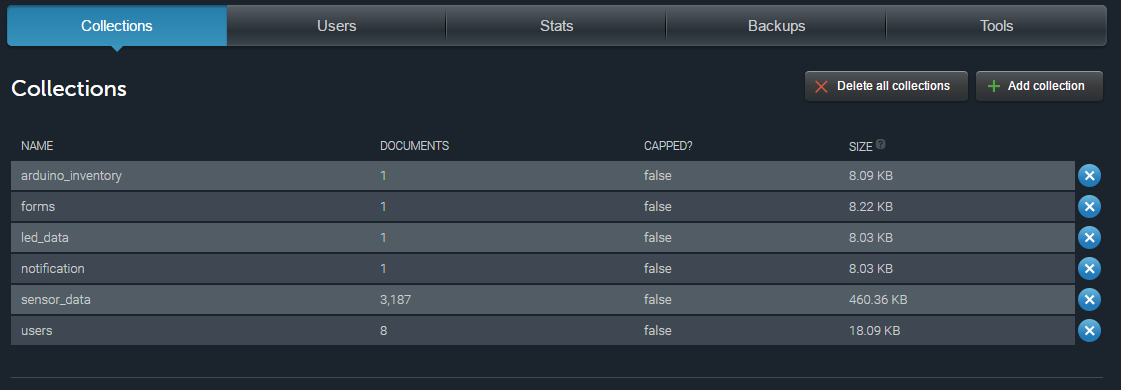 Collections Users Stats Backups Tools
Collections Delete all collections Add collection
NAME DOCUMENTS CAPPED? SIZE ?
arduino_inventory 1 false 8.09 KB
forms 1 false 8.22 KB
led_data 1 false 8.03 KB
notification 1 false 8.03 KB
sensor_data 3,187 false 460.36 KB
users 8 false 18.09 KB